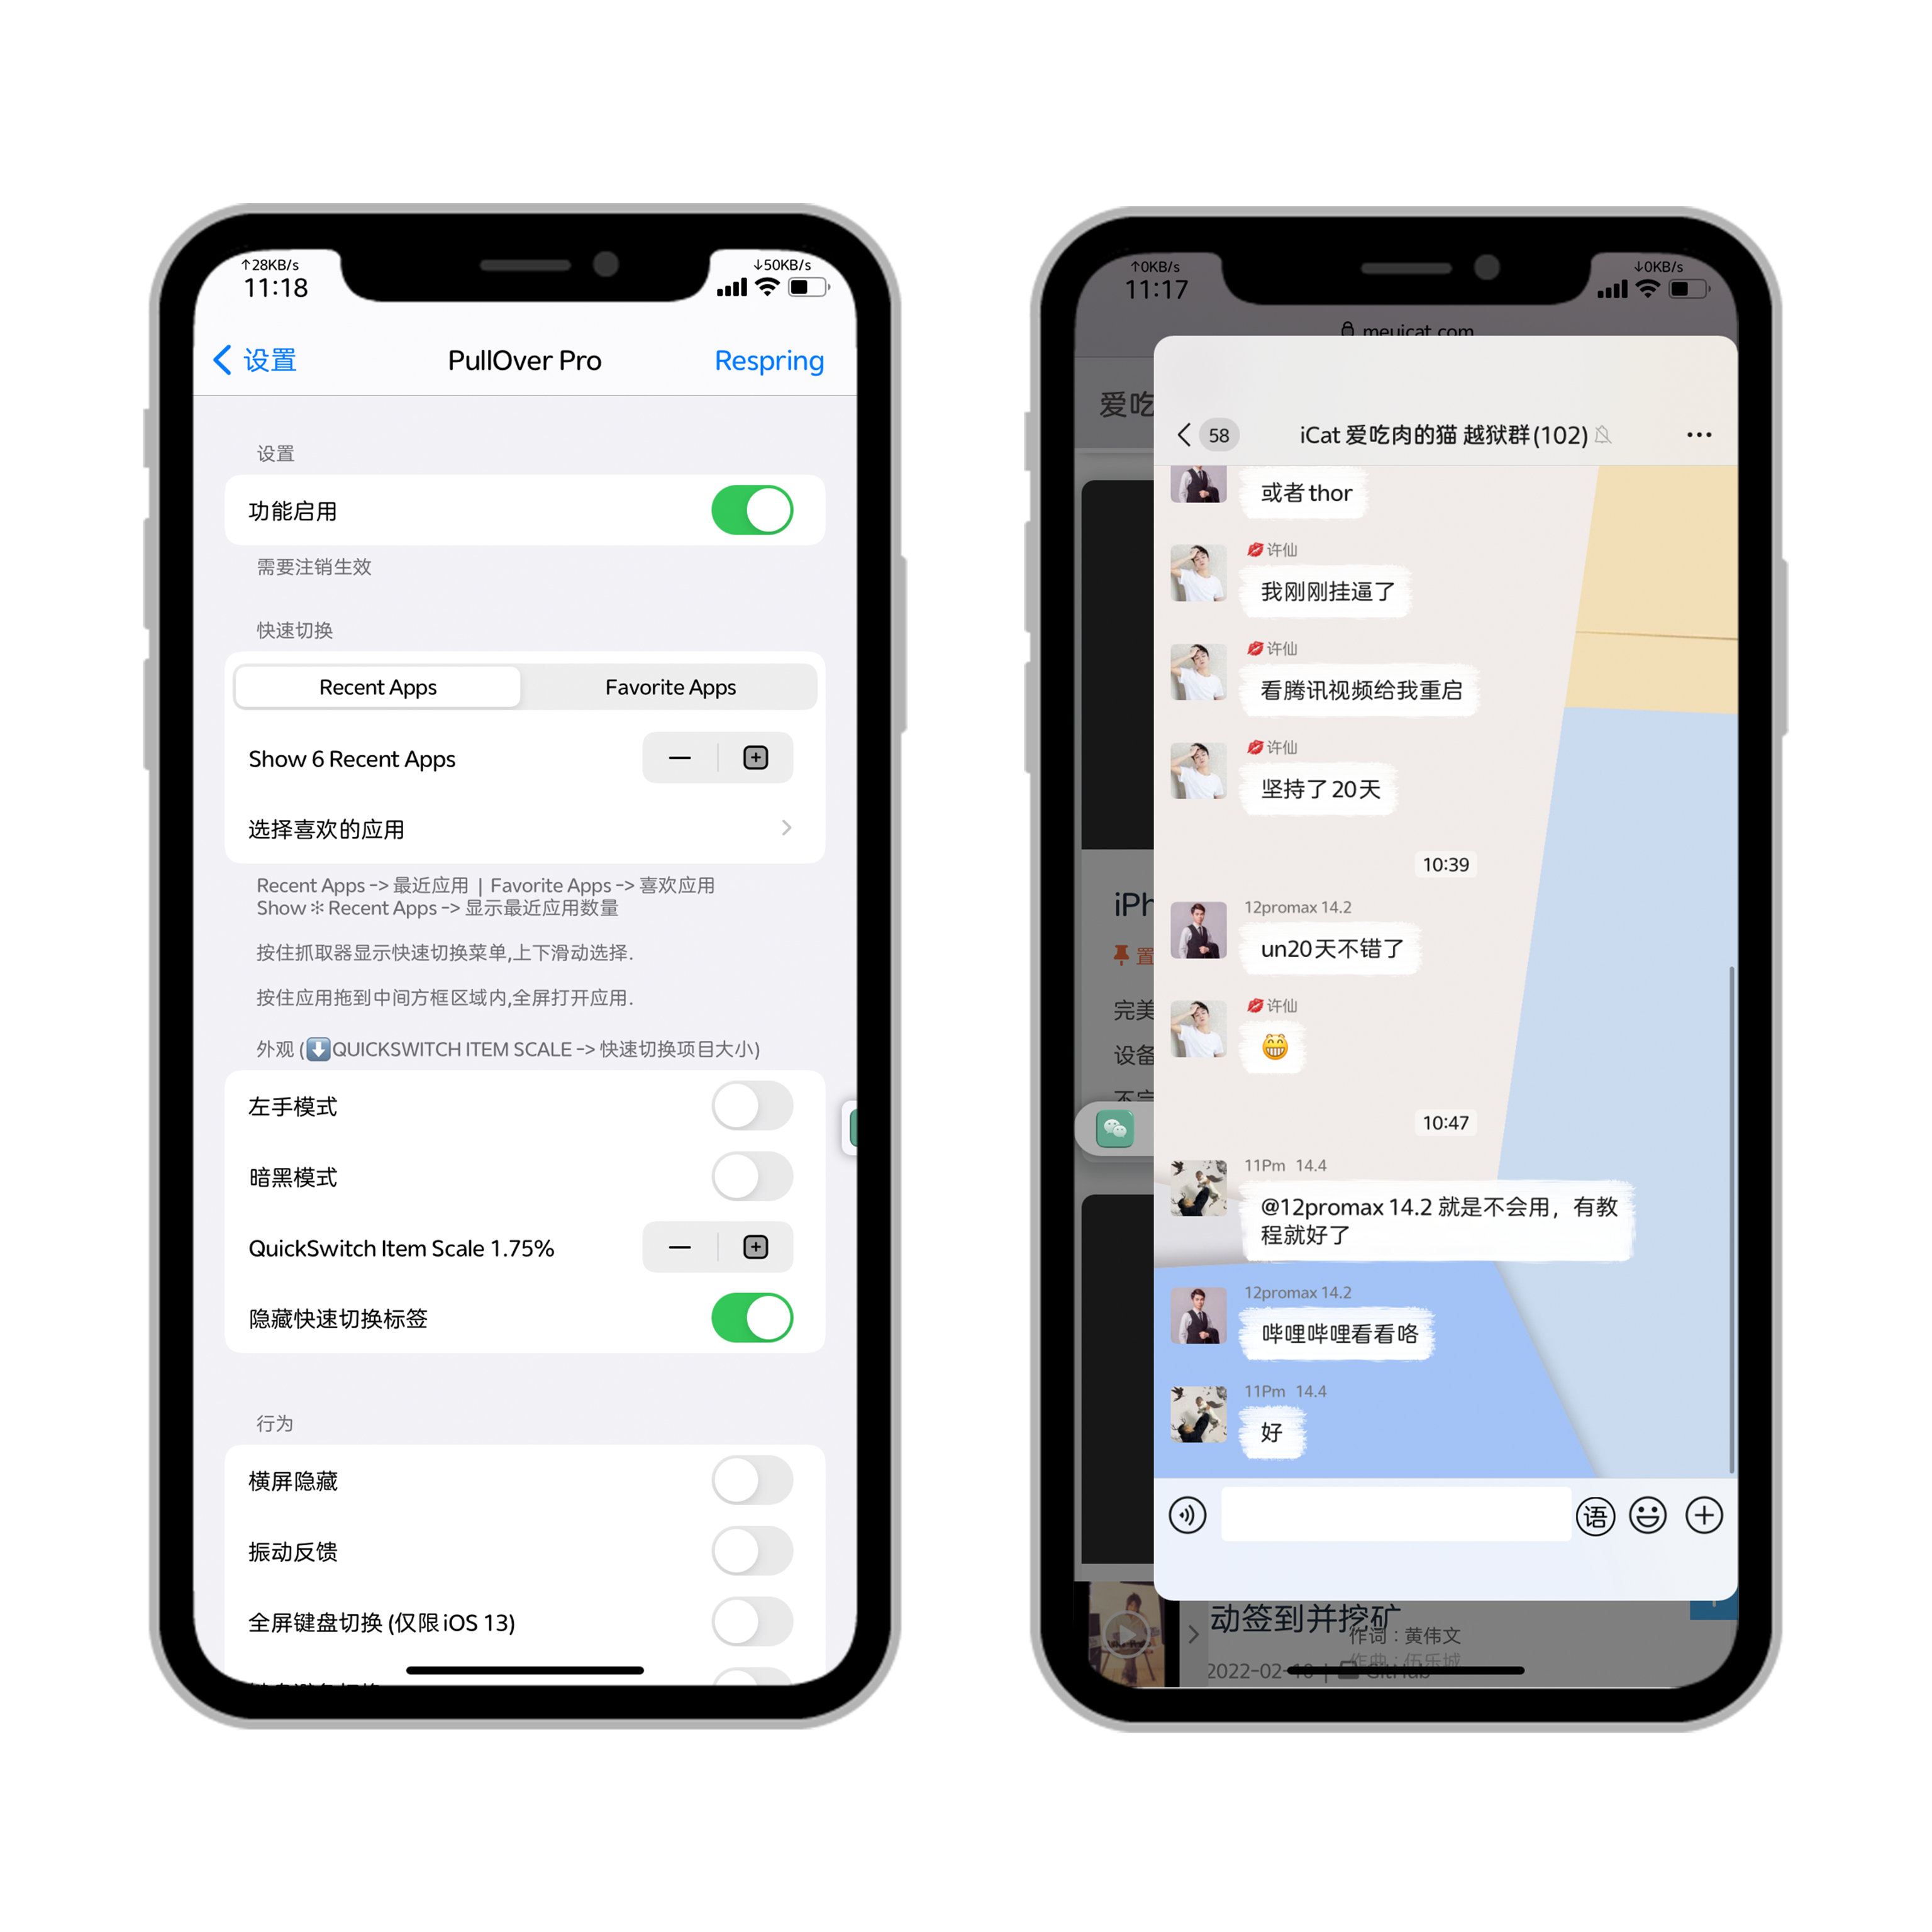 ↑28KB/s
↓50KB/s
11:18
设置
PullOver Pro
Respring
设置
功能启用
需要注销生效
快速切换
Recent Apps
Favorite Apps
Show 6 Recent Apps
选择喜欢的应用
Recent Apps -> 最近应用 | Favorite Apps -> 喜欢应用
Show ※ Recent Apps -> 显示最近应用数量
按住抓取器显示快速切换菜单,上下滑动选择.
按住应用拖到中间方框区域内,全屏打开应用.
外观 (⬇️QUICKSWITCH ITEM SCALE -> 快速切换项目大小)
左手模式
暗黑模式
QuickSwitch Item Scale 1.75%
隐藏快速切换标签
行为
横屏隐藏
振动反馈
全屏键盘切换 (仅限 iOS 13)
↑0KB/s
↓0KB/s
11:17
meuicat.com
爱吃
58
iCat 爱吃肉的猫 越狱群(102)
或者thor
💋许仙
我刚刚挂逼了
💋许仙
看腾讯视频给我重启
💋许仙
坚持了20天
10:39
iPh
12promax 14.2
un20天不错了
置
💋许仙
😁
完美
设备
10:47
11Pm 14.4
@12promax 14.2 就是不会用，有教
程就好了
12promax 14.2
哔哩哔哩看看咯
11Pm 14.4
好
语
动签到并挖矿
作词：黄伟文
作曲：伍乐城
2022-02-10 | GitHub